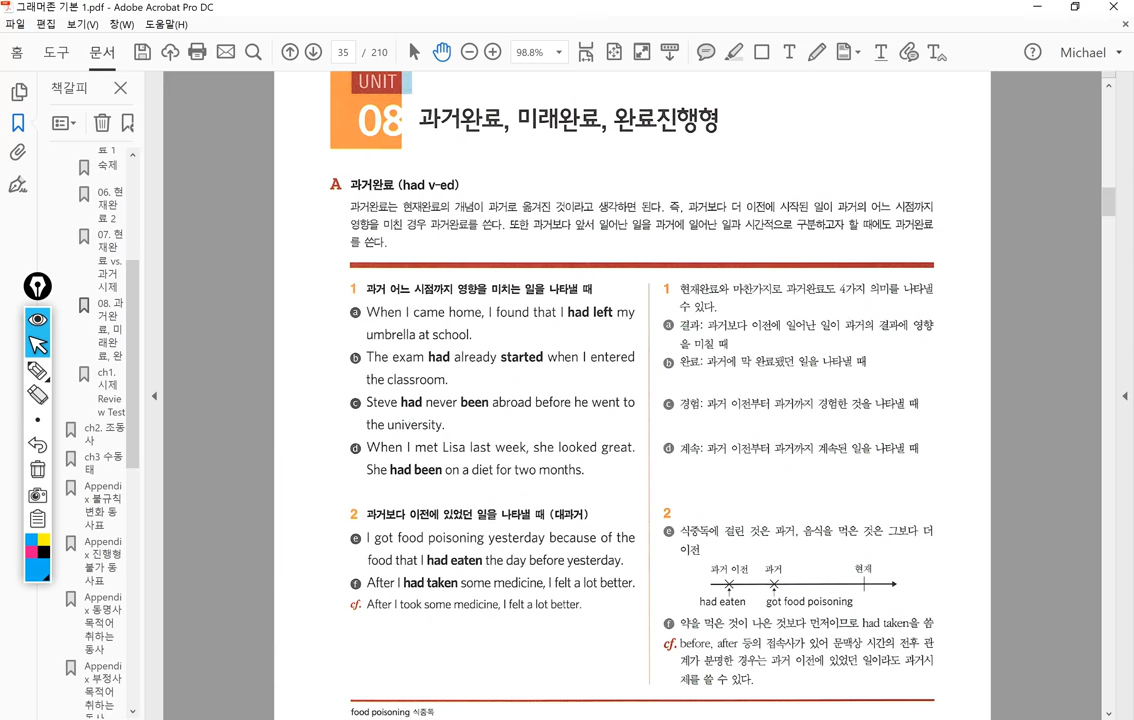 그래머존 기본 1.pdf - Adobe Acrobat Pro DC
파일 편집 보기(V) 창(W) 도움말(H)
홈 도구 문서 35 / 210 98.8% Michael
책갈피
료 1
숙제
06. 현
재완
료 2
07. 현
재완
료 vs.
과거
시제
08. 과
거완
료, 미
래완
료, 완
ch1.
시제
Revie
w Test
ch2. 조동
사
ch3 수동
태
Appendi
x 불규칙
변화 동
사표
Appendi
x 진행형
불가 동
사표
Appendi
x 동명사
목적어
취하는
동사
Appendi
x 부정사
목적어
취하는
동사
UNIT
08 과거완료, 미래완료, 완료진행형
A 과거완료 (had v-ed)
과거완료는 현재완료의 개념이 과거로 옮겨진 것이라고 생각하면 된다. 즉, 과거보다 더 이전에 시작된 일이 과거의 어느 시점까지
영향을 미친 경우 과거완료를 쓴다. 또한 과거보다 앞서 일어난 일을 과거에 일어난 일과 시간적으로 구분하고자 할 때에도 과거완료
를 쓴다.
1 과거 어느 시점까지 영향을 미치는 일을 나타낼 때
ⓐ When I came home, I found that I had left my
umbrella at school.
ⓑ The exam had already started when I entered
the classroom.
ⓒ Steve had never been abroad before he went to
the university.
ⓓ When I met Lisa last week, she looked great.
She had been on a diet for two months.
2 과거보다 이전에 있었던 일을 나타낼 때 (대과거)
ⓔ I got food poisoning yesterday because of the
food that I had eaten the day before yesterday.
ⓕ After I had taken some medicine, I felt a lot better.
cf. After I took some medicine, I felt a lot better.
1 현재완료와 마찬가지로 과거완료도 4가지 의미를 나타낼
수 있다.
ⓐ 결과: 과거보다 이전에 일어난 일이 과거의 결과에 영향
을 미칠 때
ⓑ 완료: 과거에 막 완료됐던 일을 나타낼 때
ⓒ 경험: 과거 이전부터 과거까지 경험한 것을 나타낼 때
ⓓ 계속: 과거 이전부터 과거까지 계속된 일을 나타낼 때
2
ⓔ 식중독에 걸린 것은 과거, 음식을 먹은 것은 그보다 더
이전
과거 이전 과거 현재
had eaten got food poisoning
ⓕ 약을 먹은 것이 나은 것보다 먼저이므로 had taken을 씀
cf. before, after 등의 접속사가 있어 문맥상 시간의 전후 관
계가 분명한 경우는 과거 이전에 있었던 일이라도 과거시
제를 쓸 수 있다.
food poisoning 식중독